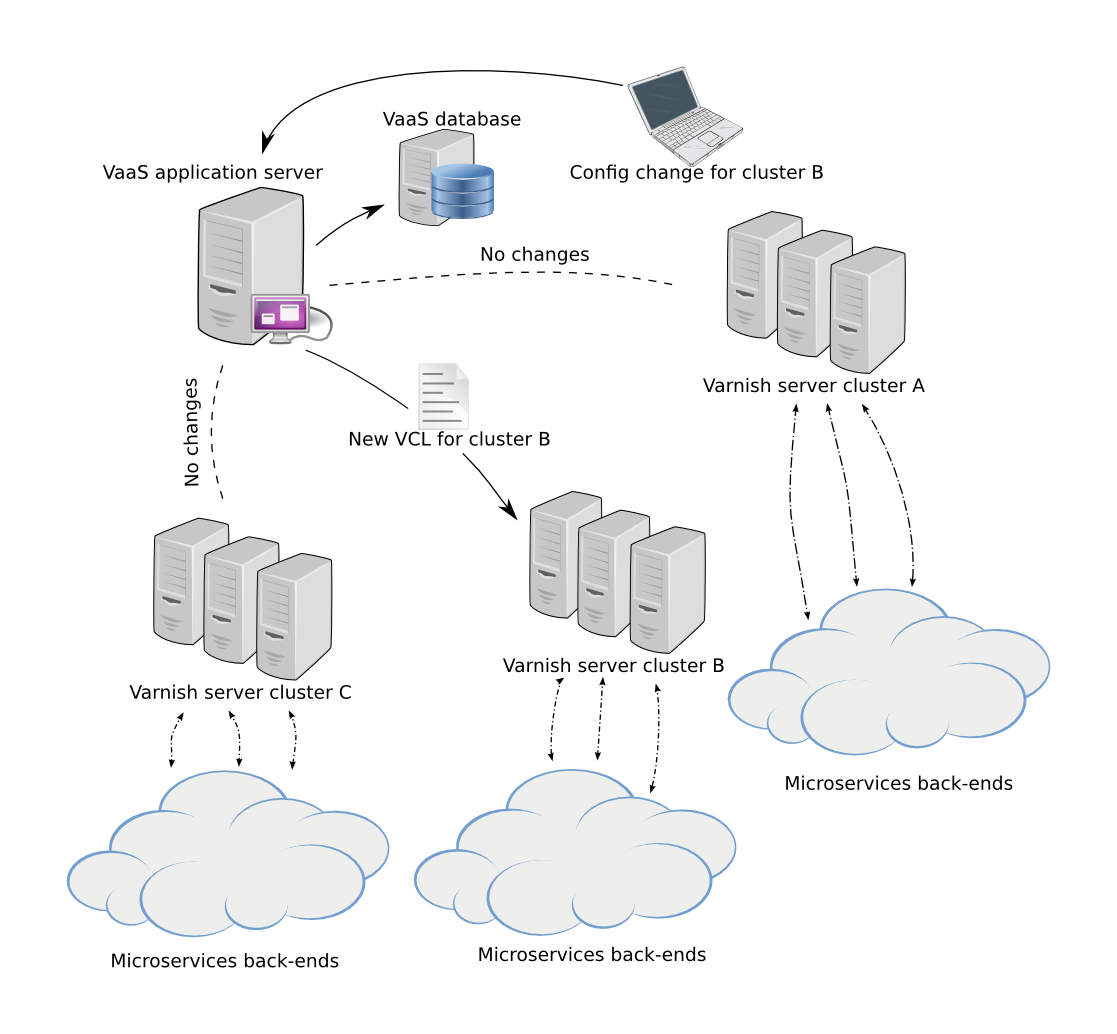 VaaS database
VaaS application server
Config change for cluster B
No changes
Varnish server cluster A
No changes
New VCL for cluster B
Varnish server cluster B
Varnish server cluster C
Microservices back-ends
Microservices back-ends
Microservices back-ends